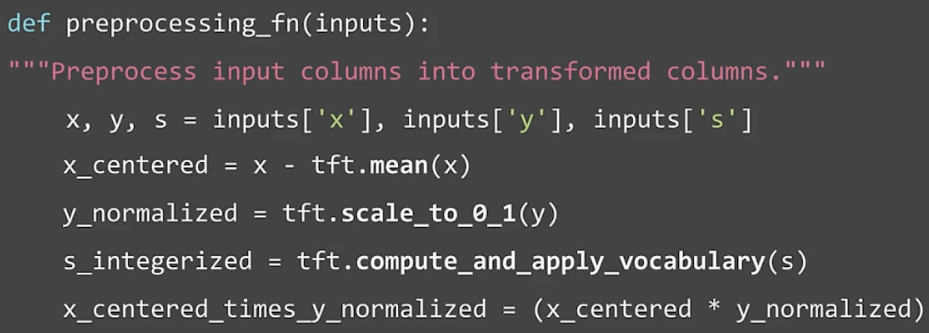 def preprocessing_fn(inputs):
"""Preprocess input columns into transformed columns."""
x, y, s = inputs['x'], inputs['y'], inputs['s']
x_centered = x - tft.mean(x)
y_normalized = tft.scale_to_0_1(y)
s_integerized = tft.compute_and_apply_vocabulary(s)
x_centered_times_y_normalized = (x_centered * y_normalized)